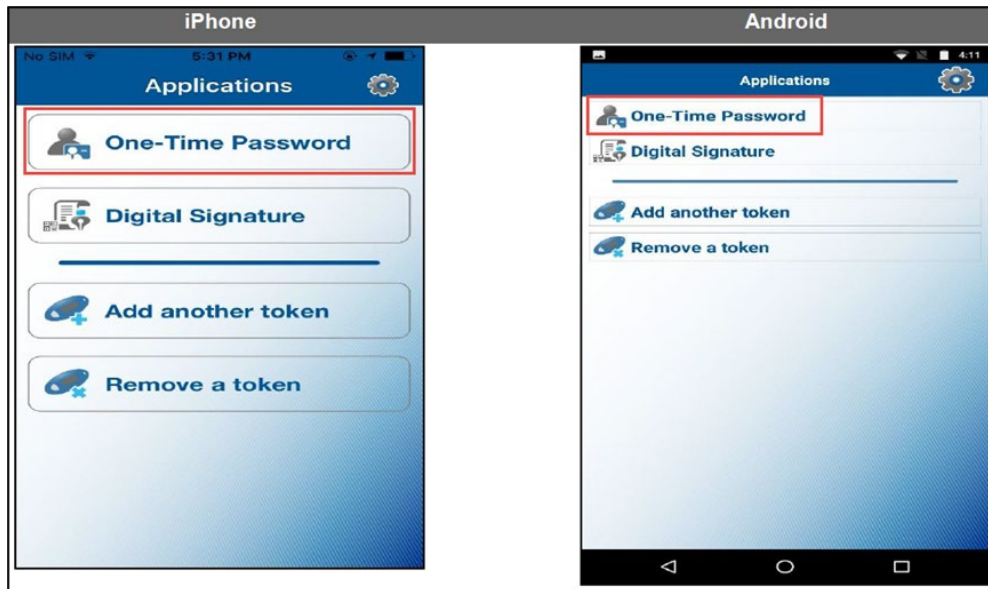 iPhone
Android
No SIM 5:31 PM
Applications
One-Time Password
Digital Signature
Add another token
Remove a token
4:11
Applications
One-Time Password
Digital Signature
Add another token
Remove a token